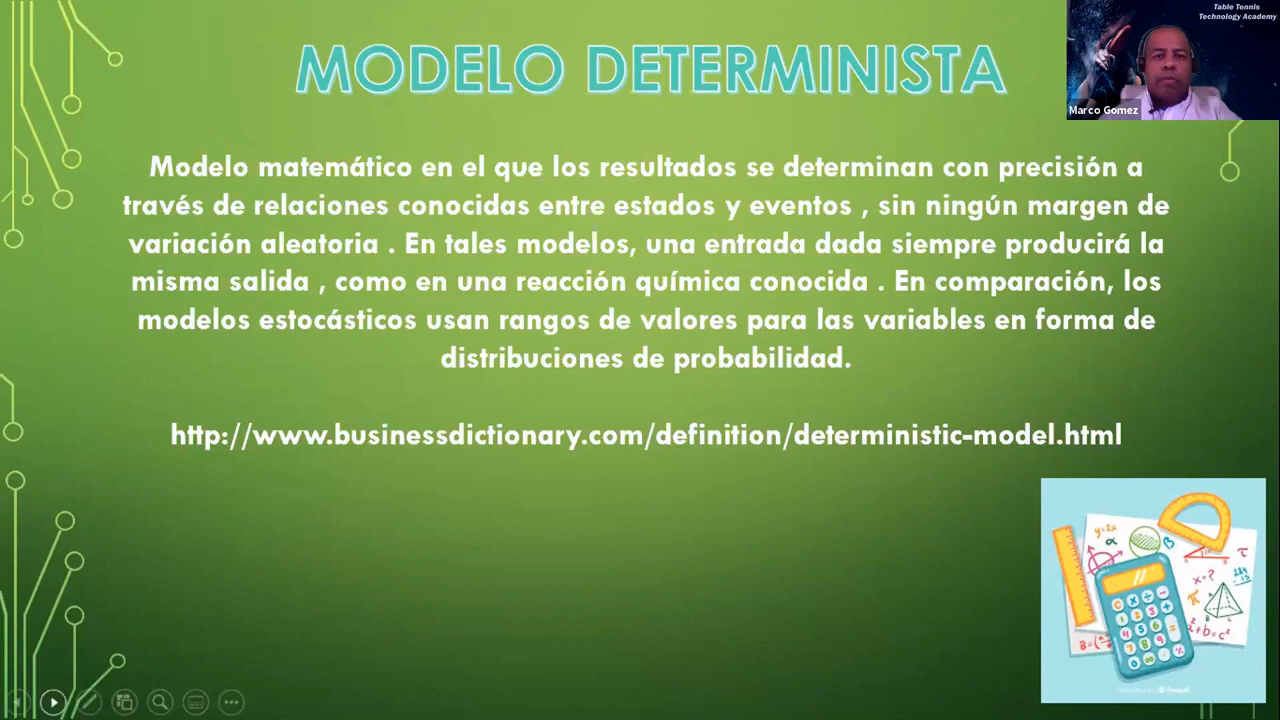 Table Tennis
Technology Academy
MODELO DETERMINISTA
Marco Gomez
Modelo matemático en el que los resultados se determinan con precisión a
través de relaciones conocidas entre estados y eventos , sin ningún margen de
variación aleatoria . En tales modelos, una entrada dada siempre producirá la
misma salida , como en una reacción química conocida . En comparación, los
modelos estocásticos usan rangos de valores para las variables en forma de
distribuciones de probabilidad.
http://www.businessdictionary.com/definition/deterministic-model.html
y=2x
α
B
x=?
π
τ
a²+b=c²